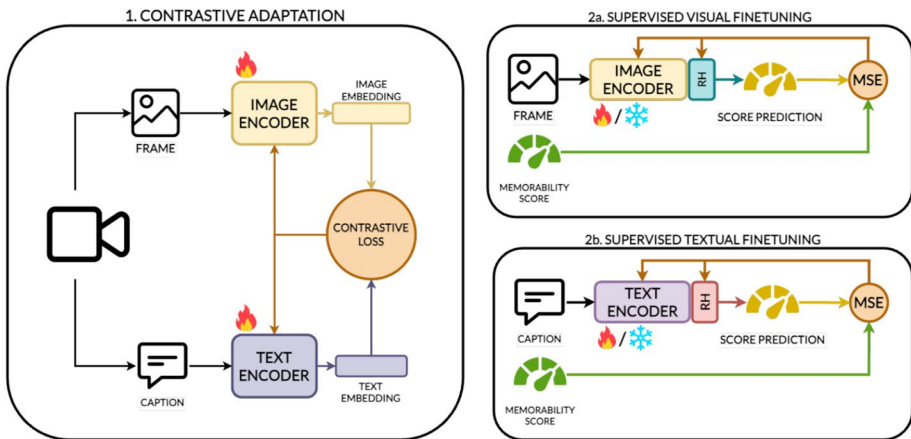 1. CONTRASTIVE ADAPTATION
FRAME
IMAGE
ENCODER
IMAGE
EMBEDDING
CONTRASTIVE
LOSS
CAPTION
TEXT
ENCODER
TEXT
EMBEDDING
2a. SUPERVISED VISUAL FINETUNING
FRAME
IMAGE
ENCODER
RH
/
SCORE PREDICTION
MSE
MEMORABILITY
SCORE
2b. SUPERVISED TEXTUAL FINETUNING
CAPTION
TEXT
ENCODER
RH
/
SCORE PREDICTION
MSE
MEMORABILITY
SCORE